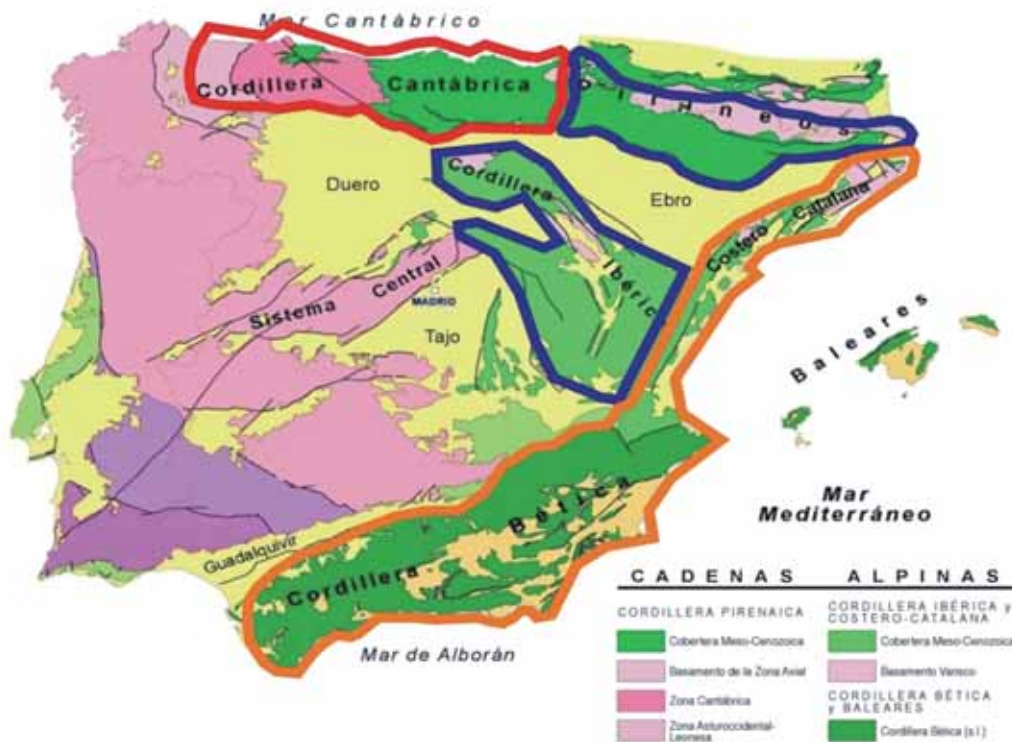 Mar Cantábrico
Cordillera Cantábrica
Pirineos
Duero
Cordillera Ibérica
Ebro
Costero Catalana
Sistema Central
MADRID
Tajo
Baleares
Mar
Mediterráneo
Guadalquivir
Cordillera Bética
Mar de Alborán
CADENAS ALPINAS
CORDILLERA PIRENAICA
Cobertera Meso-Cenozoica
Basamento de la Zona Axial
Zona Cantábrica
Zona Asturoccidental-
Leonesa
CORDILLERA IBÉRICA y
COSTERO-CATALANA
Cobertera Meso-Cenozoica
Basamento Varisco
CORDILLERA BÉTICA
y BALEARES
Cordillera Bética (s.l.)